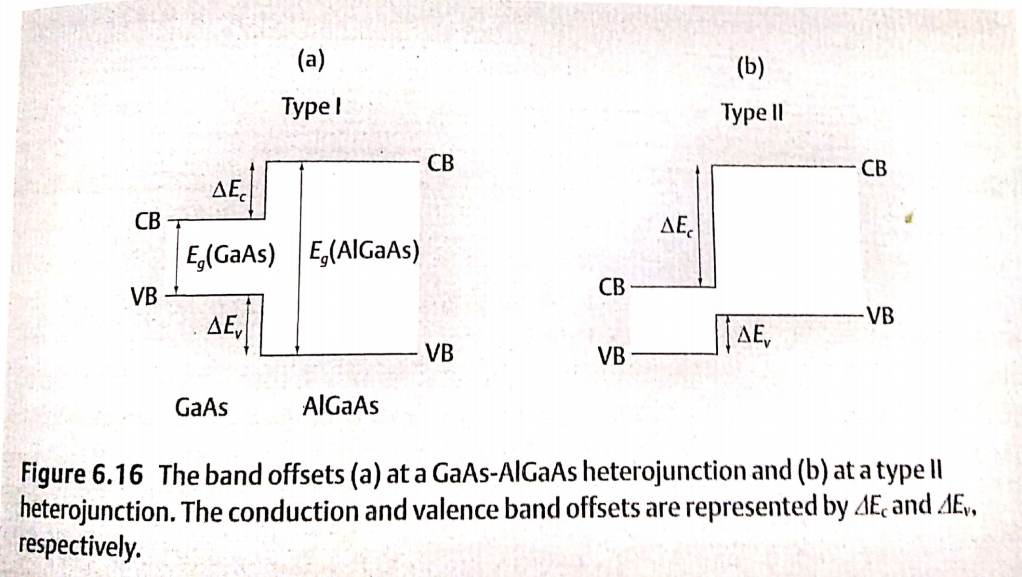 (a)
Type I
CB
ΔE_c
CB
E_g(GaAs)
E_g(AlGaAs)
VB
ΔE_v
VB
GaAs
AlGaAs
(b)
Type II
CB
ΔE_c
CB
VB
ΔE_v
VB
Figure 6.16 The band offsets (a) at a GaAs-AlGaAs heterojunction and (b) at a type II
heterojunction. The conduction and valence band offsets are represented by ΔE_c and ΔE_v,
respectively.